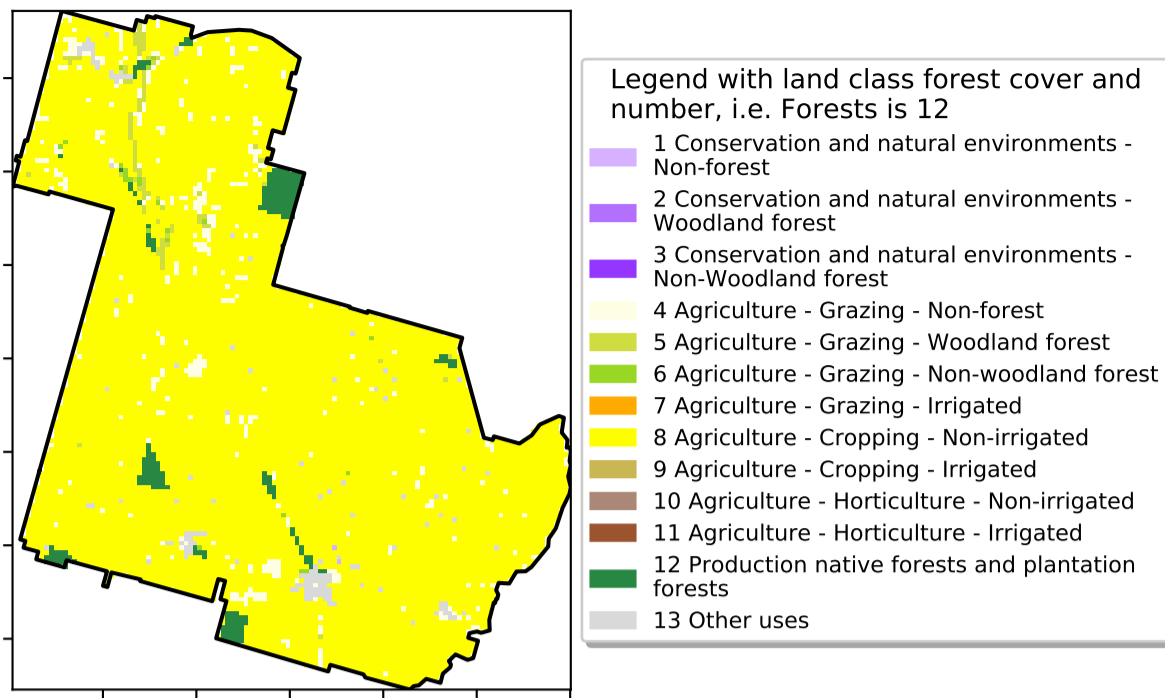 Legend with land class forest cover and
number, i.e. Forests is 12
1 Conservation and natural environments -
Non-forest
2 Conservation and natural environments -
Woodland forest
3 Conservation and natural environments -
Non-Woodland forest
4 Agriculture - Grazing - Non-forest
5 Agriculture - Grazing - Woodland forest
6 Agriculture - Grazing - Non-woodland forest
7 Agriculture - Grazing - Irrigated
8 Agriculture - Cropping - Non-irrigated
9 Agriculture - Cropping - Irrigated
10 Agriculture - Horticulture - Non-irrigated
11 Agriculture - Horticulture - Irrigated
12 Production native forests and plantation
forests
13 Other uses